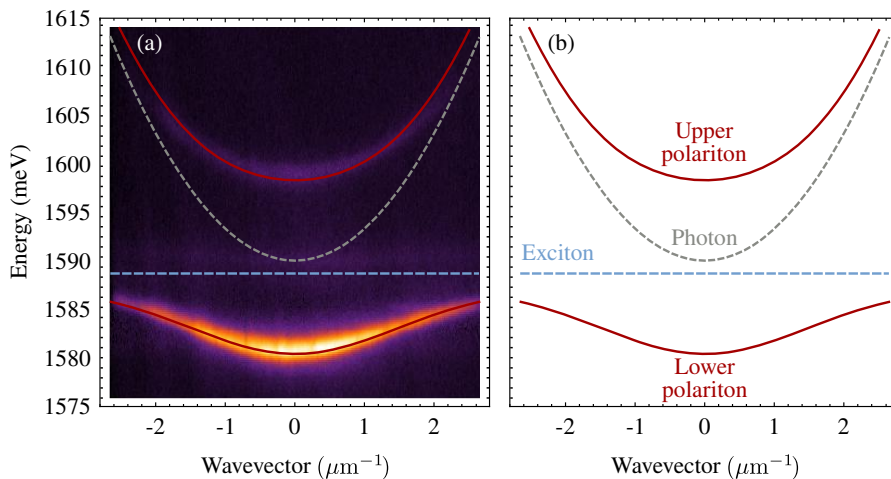 1615
1610
1605
1600
1595
1590
1585
1580
1575
Energy (meV)
(a)
-2 -1 0 1 2
Wavevector (μm⁻¹)
(b)
Upper
polariton
Photon
Exciton
Lower
polariton
-2 -1 0 1 2
Wavevector (μm⁻¹)